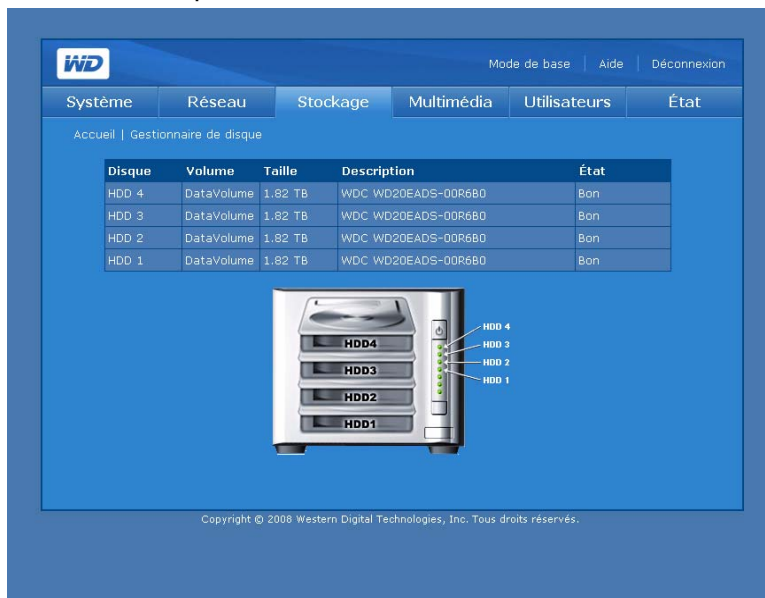 WD
Mode de base | Aide | Déconnexion
Système Réseau Stockage Multimédia Utilisateurs État
Accueil | Gestionnaire de disque
Disque Volume Taille Description État
HDD 4 DataVolume 1.82 TB WDC WD20EADS-00R6B0 Bon
HDD 3 DataVolume 1.82 TB WDC WD20EADS-00R6B0 Bon
HDD 2 DataVolume 1.82 TB WDC WD20EADS-00R6B0 Bon
HDD 1 DataVolume 1.82 TB WDC WD20EADS-00R6B0 Bon
HDD4
HDD3
HDD2
HDD1
HDD 4
HDD 3
HDD 2
HDD 1
Copyright © 2008 Western Digital Technologies, Inc. Tous droits réservés.